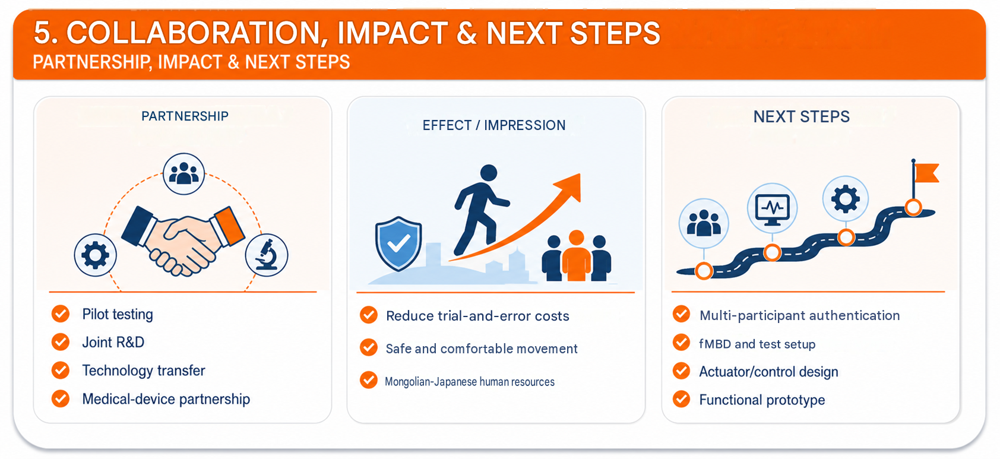 5. COLLABORATION, IMPACT & NEXT STEPS
PARTNERSHIP, IMPACT & NEXT STEPS
PARTNERSHIP
Pilot testing
Joint R&D
Technology transfer
Medical-device partnership
EFFECT / IMPRESSION
Reduce trial-and-error costs
Safe and comfortable movement
Mongolian-Japanese human resources
NEXT STEPS
Multi-participant authentication
fMBD and test setup
Actuator/control design
Functional prototype